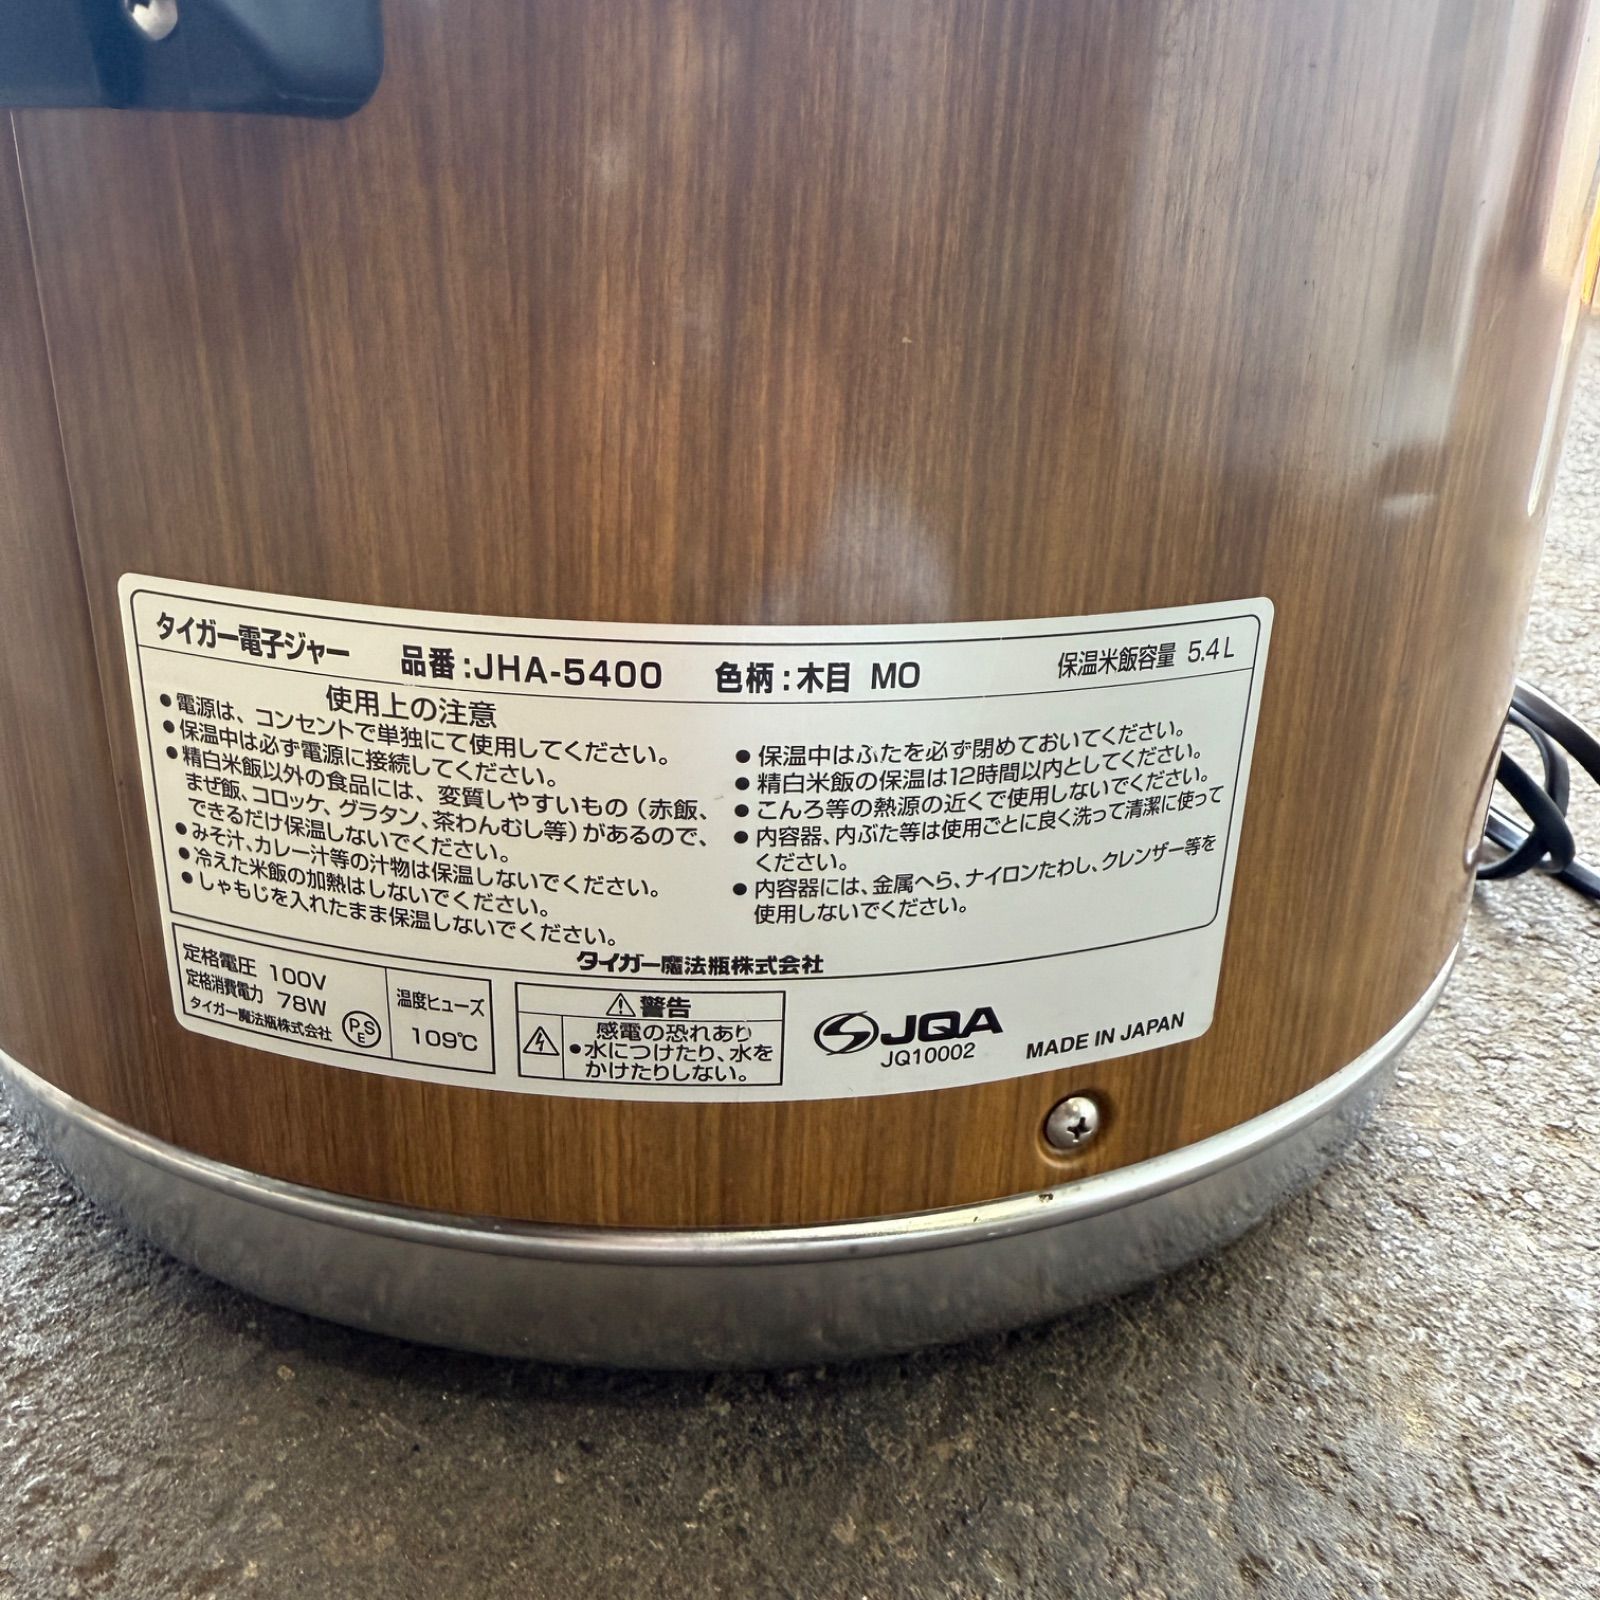 タイガー電子ジャー 品番:JHA-5400 色柄:木目 MO 保温米飯容量 5.4L
使用上の注意
●電源は、コンセントで単独にて使用してください。
●保温中は必ず電源に接続してください。
●精白米飯以外の食品には、変質しやすいもの(赤飯、
まぜ飯、コロッケ、グラタン、茶わんむし等)があるので、
できるだけ保温しないでください。
●みそ汁、カレー汁等の汁物は保温しないでください。
●冷えた米飯の加熱はしないでください。
●しゃもじを入れたまま保温しないでください。
●保温中はふたを必ず閉めておいてください。
●精白米飯の保温は12時間以内としてください。
●こんろ等の熱源の近くで使用しないでください。
●内容器、内ぶた等は使用ごとに良く洗って清潔に使って
ください。
●内容器には、金属へら、ナイロンたわし、クレンザー等を
使用しないでください。
タイガー魔法瓶株式会社
定格電圧 100V
定格消費電力 78W
タイガー魔法瓶株式会社
PSE
温度ヒューズ
109℃
⚠警告
感電の恐れあり
●水につけたり、水を
かけたりしない。
JQA
JQ10002
MADE IN JAPAN